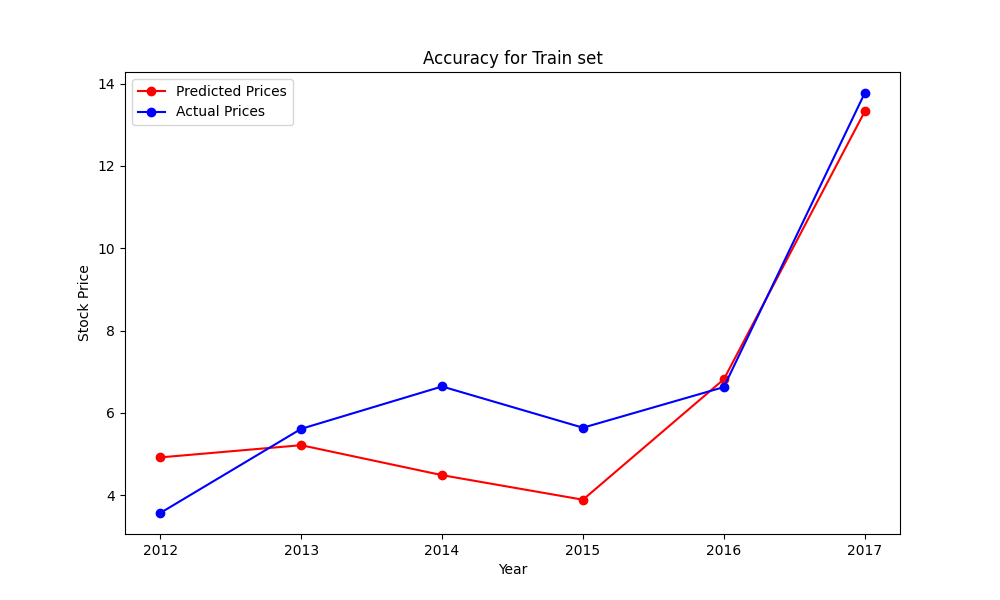 Accuracy for Train set
Predicted Prices
Actual Prices
14
12
10
8
6
4
Stock Price
2012 2013 2014 2015 2016 2017
Year